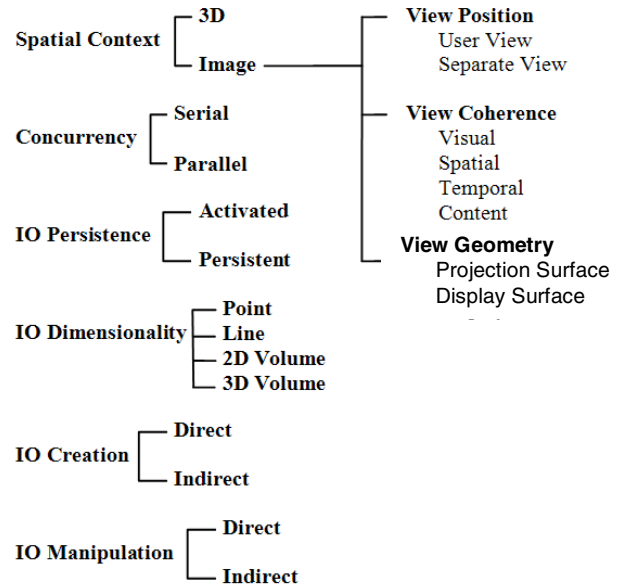 Spatial Context
3D
Image
View Position
User View
Separate View
View Coherence
Visual
Spatial
Temporal
Content
View Geometry
Projection Surface
Display Surface
Concurrency
Serial
Parallel
IO Persistence
Activated
Persistent
IO Dimensionality
Point
Line
2D Volume
3D Volume
IO Creation
Direct
Indirect
IO Manipulation
Direct
Indirect